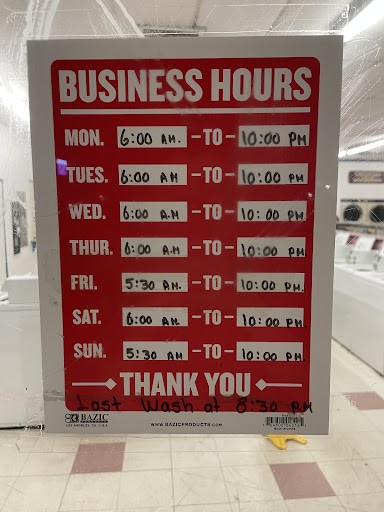 BUSINESS HOURS
MON. 6:00 AM. -TO- 10:00 PM
TUES. 6:00 AM -TO- 10:00 PM
WED. 6:00 A.M -TO- 10:00 PM
THUR. 6:00 A.M. -TO- 10:00 PM
FRI. 5:30 A.M. -TO- 10:00 PM.
SAT. 6:00 AM. -TO- 10:00 PM.
SUN. 5:30 AM -TO- 10:00 PM.
THANK YOU
Last Wash at 8:30 PM
BAZIC
LOS ANGELES, CA. U.S.A.
WWW.BAZICPRODUCTS.COM